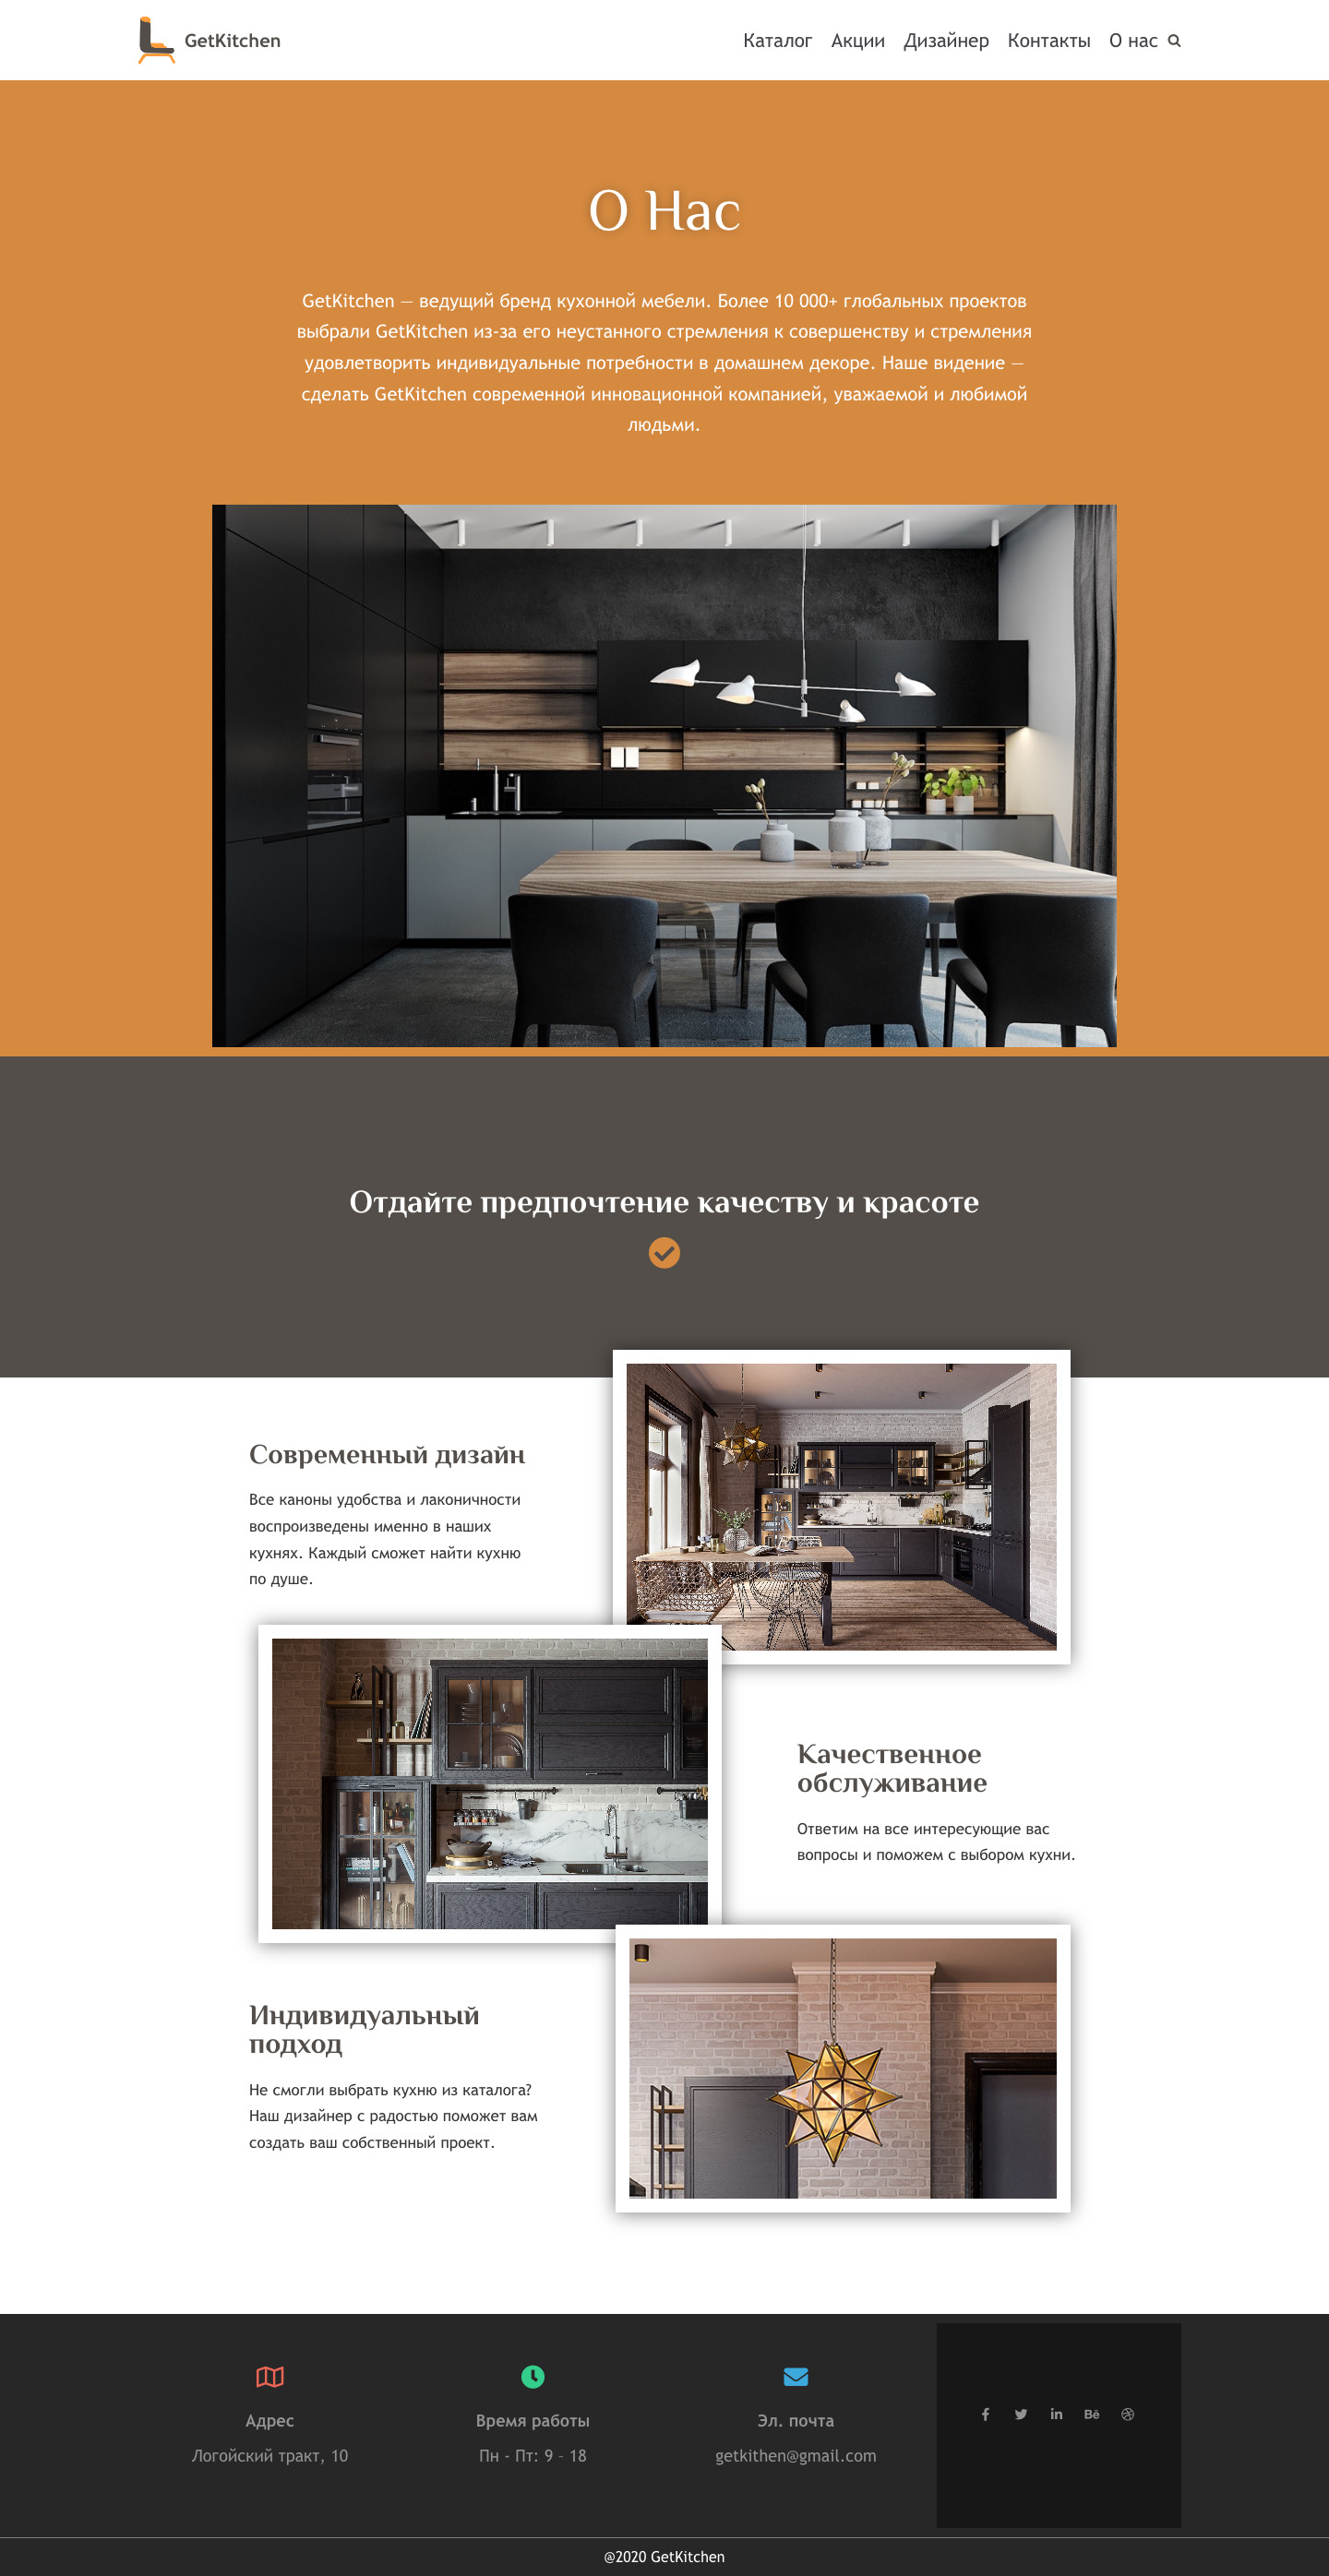 GetKitchen
Каталог Акции Дизайнер Контакты О нас
О Нас
GetKitchen — ведущий бренд кухонной мебели. Более 10 000+ глобальных проектов
выбрали GetKitchen из-за его неустанного стремления к совершенству и стремления
удовлетворить индивидуальные потребности в домашнем декоре. Наше видение —
сделать GetKitchen современной инновационной компанией, уважаемой и любимой
людьми.
Отдайте предпочтение качеству и красоте
Современный дизайн
Все каноны удобства и лаконичности
воспроизведены именно в наших
кухнях. Каждый сможет найти кухню
по душе.
Качественное
обслуживание
Ответим на все интересующие вас
вопросы и поможем с выбором кухни.
Индивидуальный
подход
Не смогли выбрать кухню из каталога?
Наш дизайнер с радостью поможет вам
создать ваш собственный проект.
Адрес
Логойский тракт, 10
Время работы
Пн - Пт: 9 - 18
Эл. почта
getkithen@gmail.com
@2020 GetKitchen